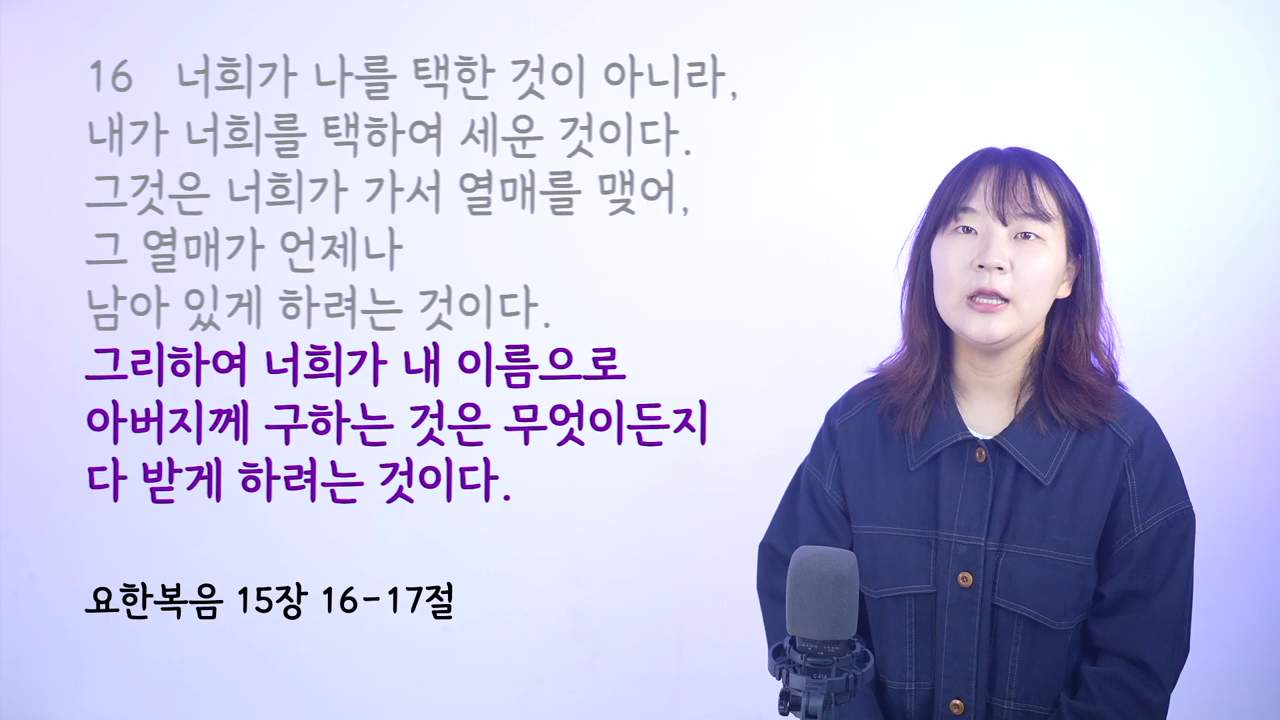 16 너희가 나를 택한 것이 아니라,
내가 너희를 택하여 세운 것이다.
그것은 너희가 가서 열매를 맺어,
그 열매가 언제나
남아 있게 하려는 것이다.
그리하여 너희가 내 이름으로
아버지께 구하는 것은 무엇이든지
다 받게 하려는 것이다.
요한복음 15장 16-17절